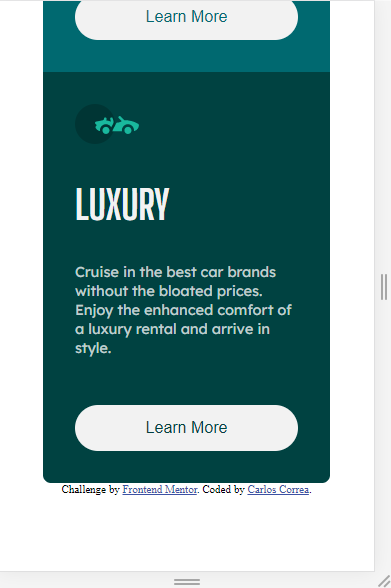 Learn More
LUXURY
Cruise in the best car brands
without the bloated prices.
Enjoy the enhanced comfort of
a luxury rental and arrive in
style.
Learn More
Challenge by Frontend Mentor. Coded by Carlos Correa.